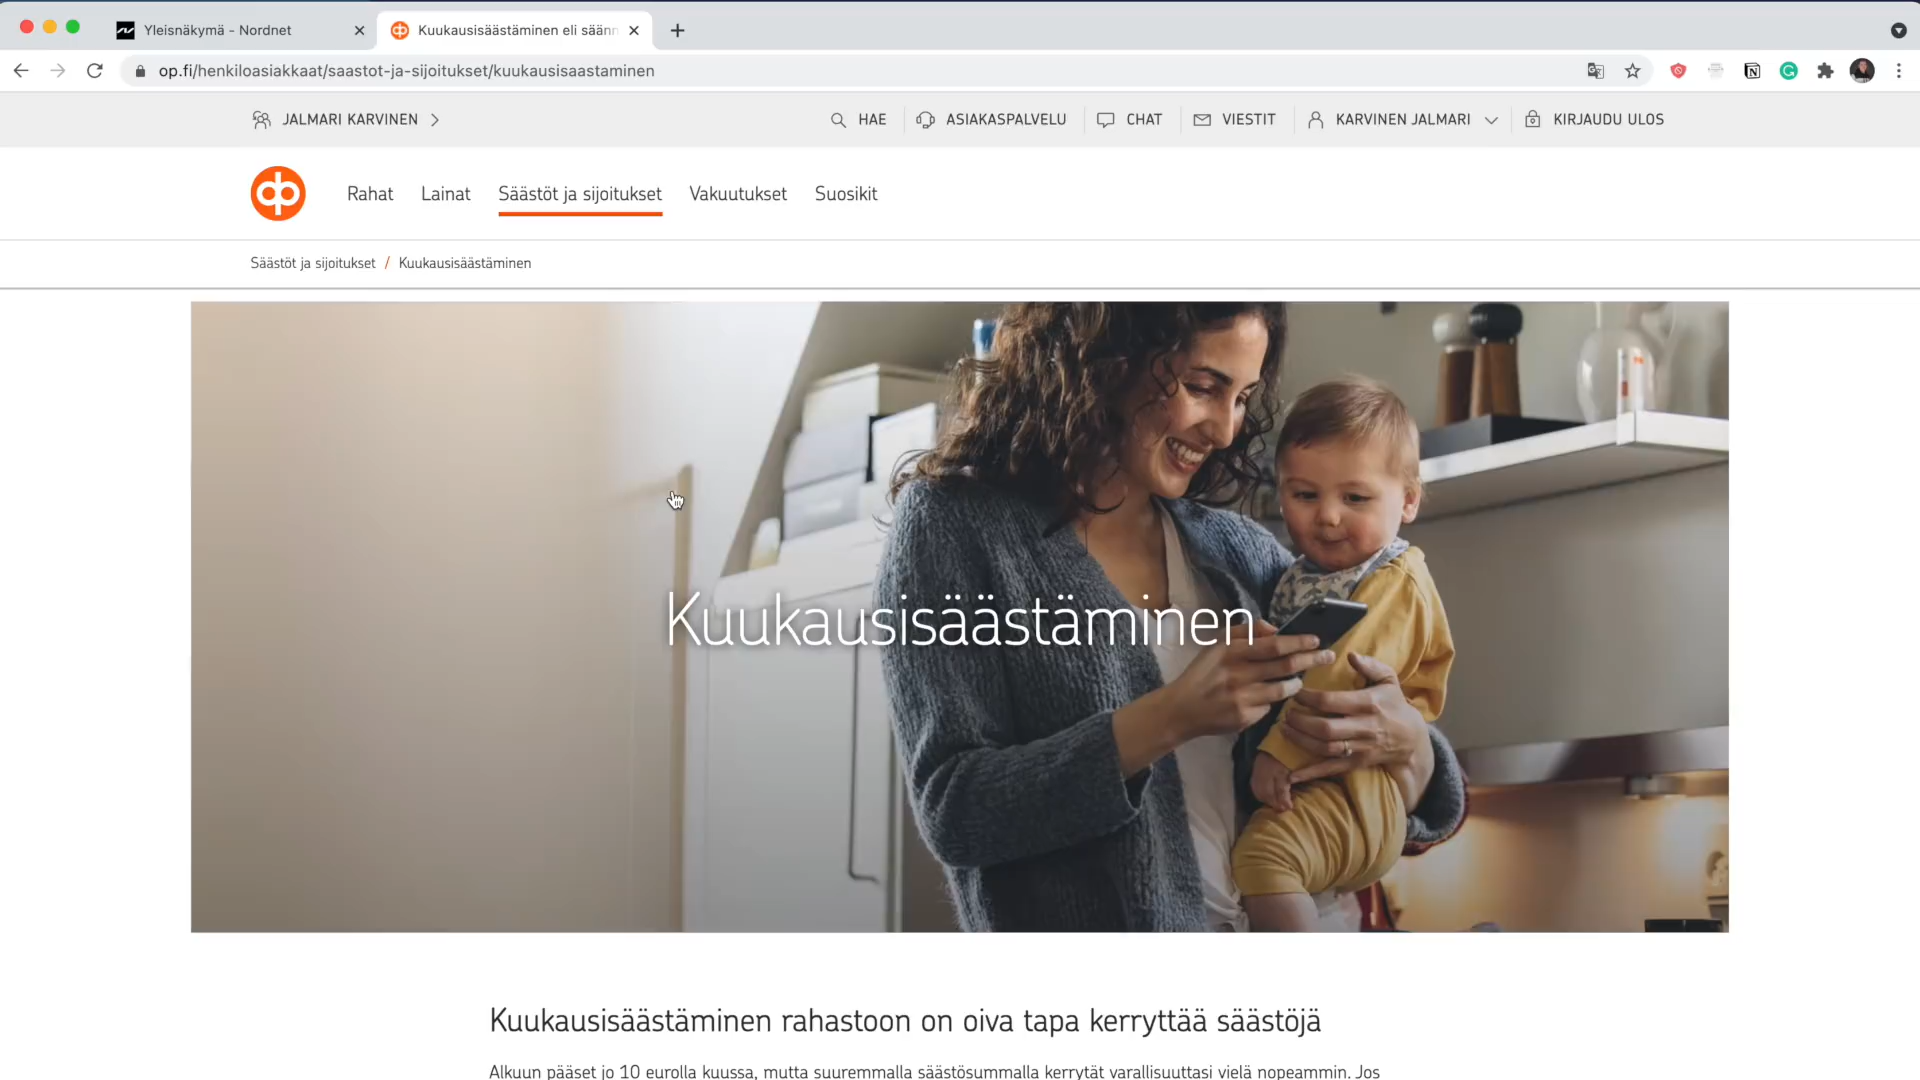 Yleisnäkymä - Nordnet
Kuukausisäästäminen eli säänn
op.fi/henkiloasiakkaat/saastot-ja-sijoitukset/kuukausisaastaminen
JALMARI KARVINEN
HAE
ASIAKASPALVELU
CHAT
VIESTIT
KARVINEN JALMARI
KIRJAUDU ULOS
Rahat
Lainat
Säästöt ja sijoitukset
Vakuutukset
Suosikit
Säästöt ja sijoitukset / Kuukausisäästäminen
Kuukausisäästäminen
Kuukausisäästäminen rahastoon on oiva tapa kerryttää säästöjä
Alkuun pääset jo 10 eurolla kuussa, mutta suuremmalla säästösummalla kerrytät varallisuuttasi vielä nopeammin. Jos